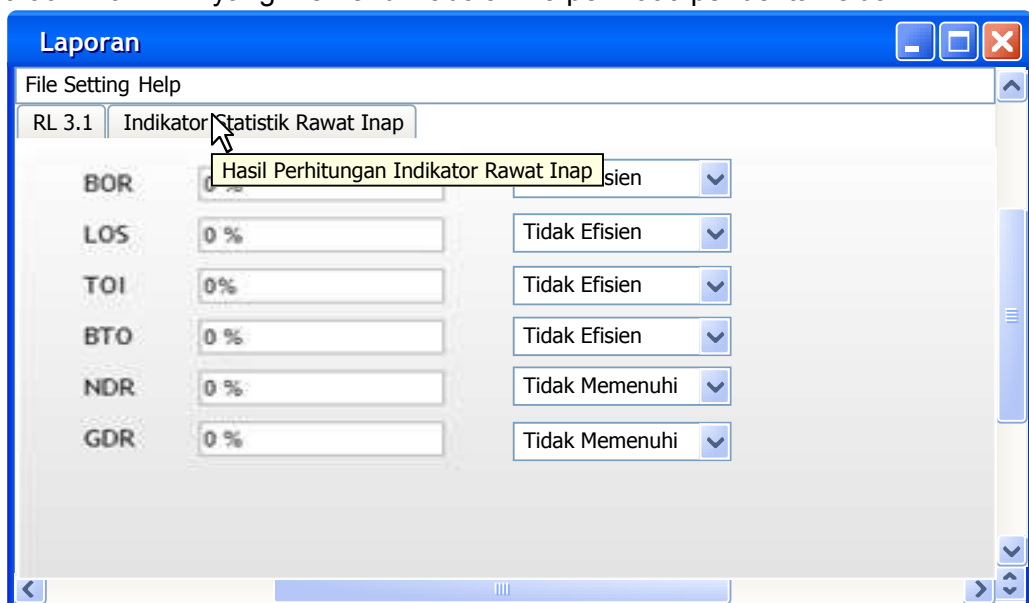 Laporan
File Setting Help
RL 3.1 Indikator Statistik Rawat Inap
Hasil Perhitungan Indikator Rawat Inap
BOR sien
LOS 0 % Tidak Efisien
TOI 0% Tidak Efisien
BTO 0 % Tidak Efisien
NDR 0 % Tidak Memenuhi
GDR 0 % Tidak Memenuhi